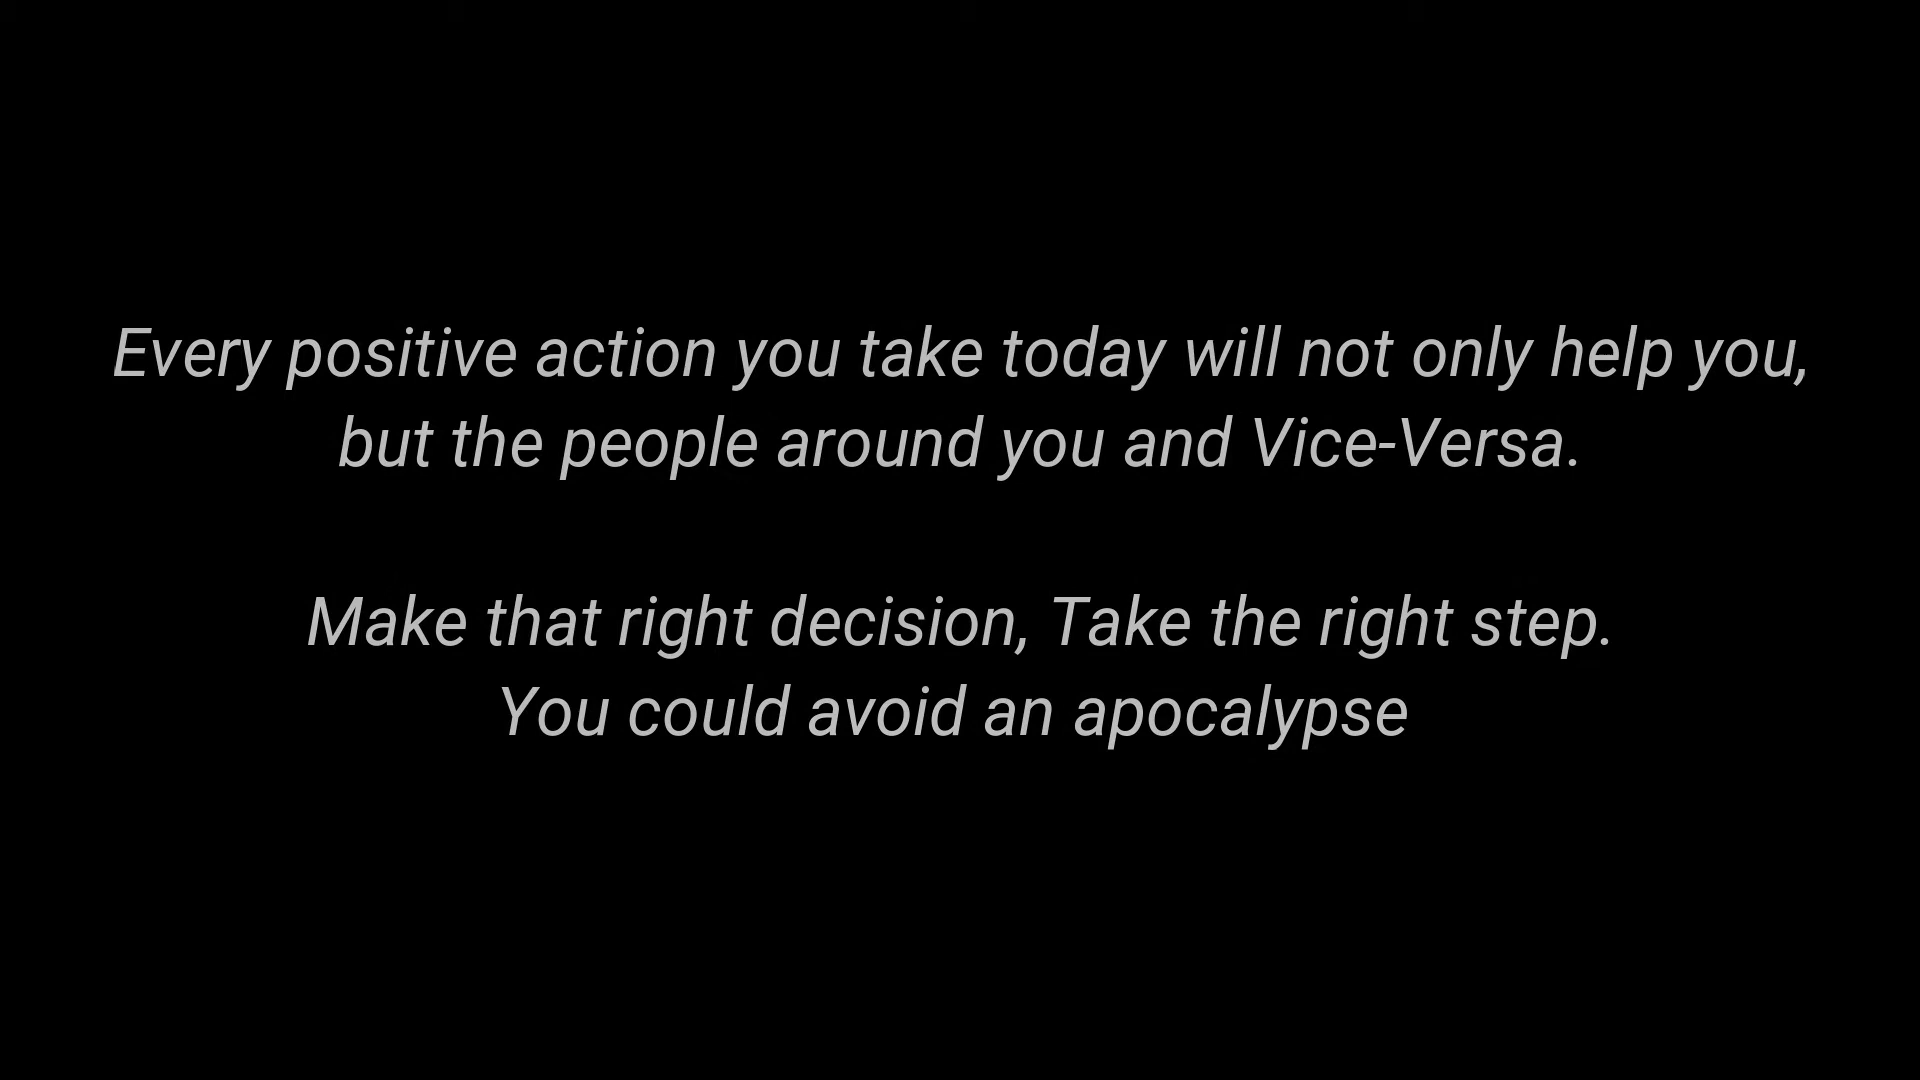 Every positive action you take today will not only help you,
but the people around you and Vice-Versa.
Make that right decision, Take the right step.
You could avoid an apocalypse